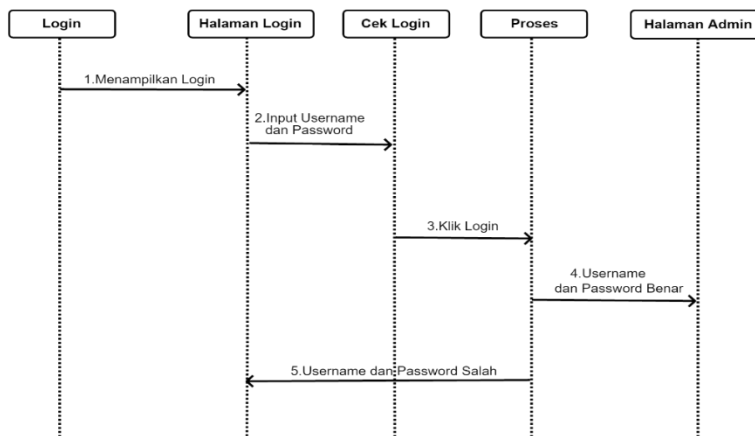 Login
Halaman Login
Cek Login
Proses
Halaman Admin
1.Menampilkan Login
2.Input Username
dan Password
3.Klik Login
4.Username
dan Password Benar
5.Username dan Password Salah